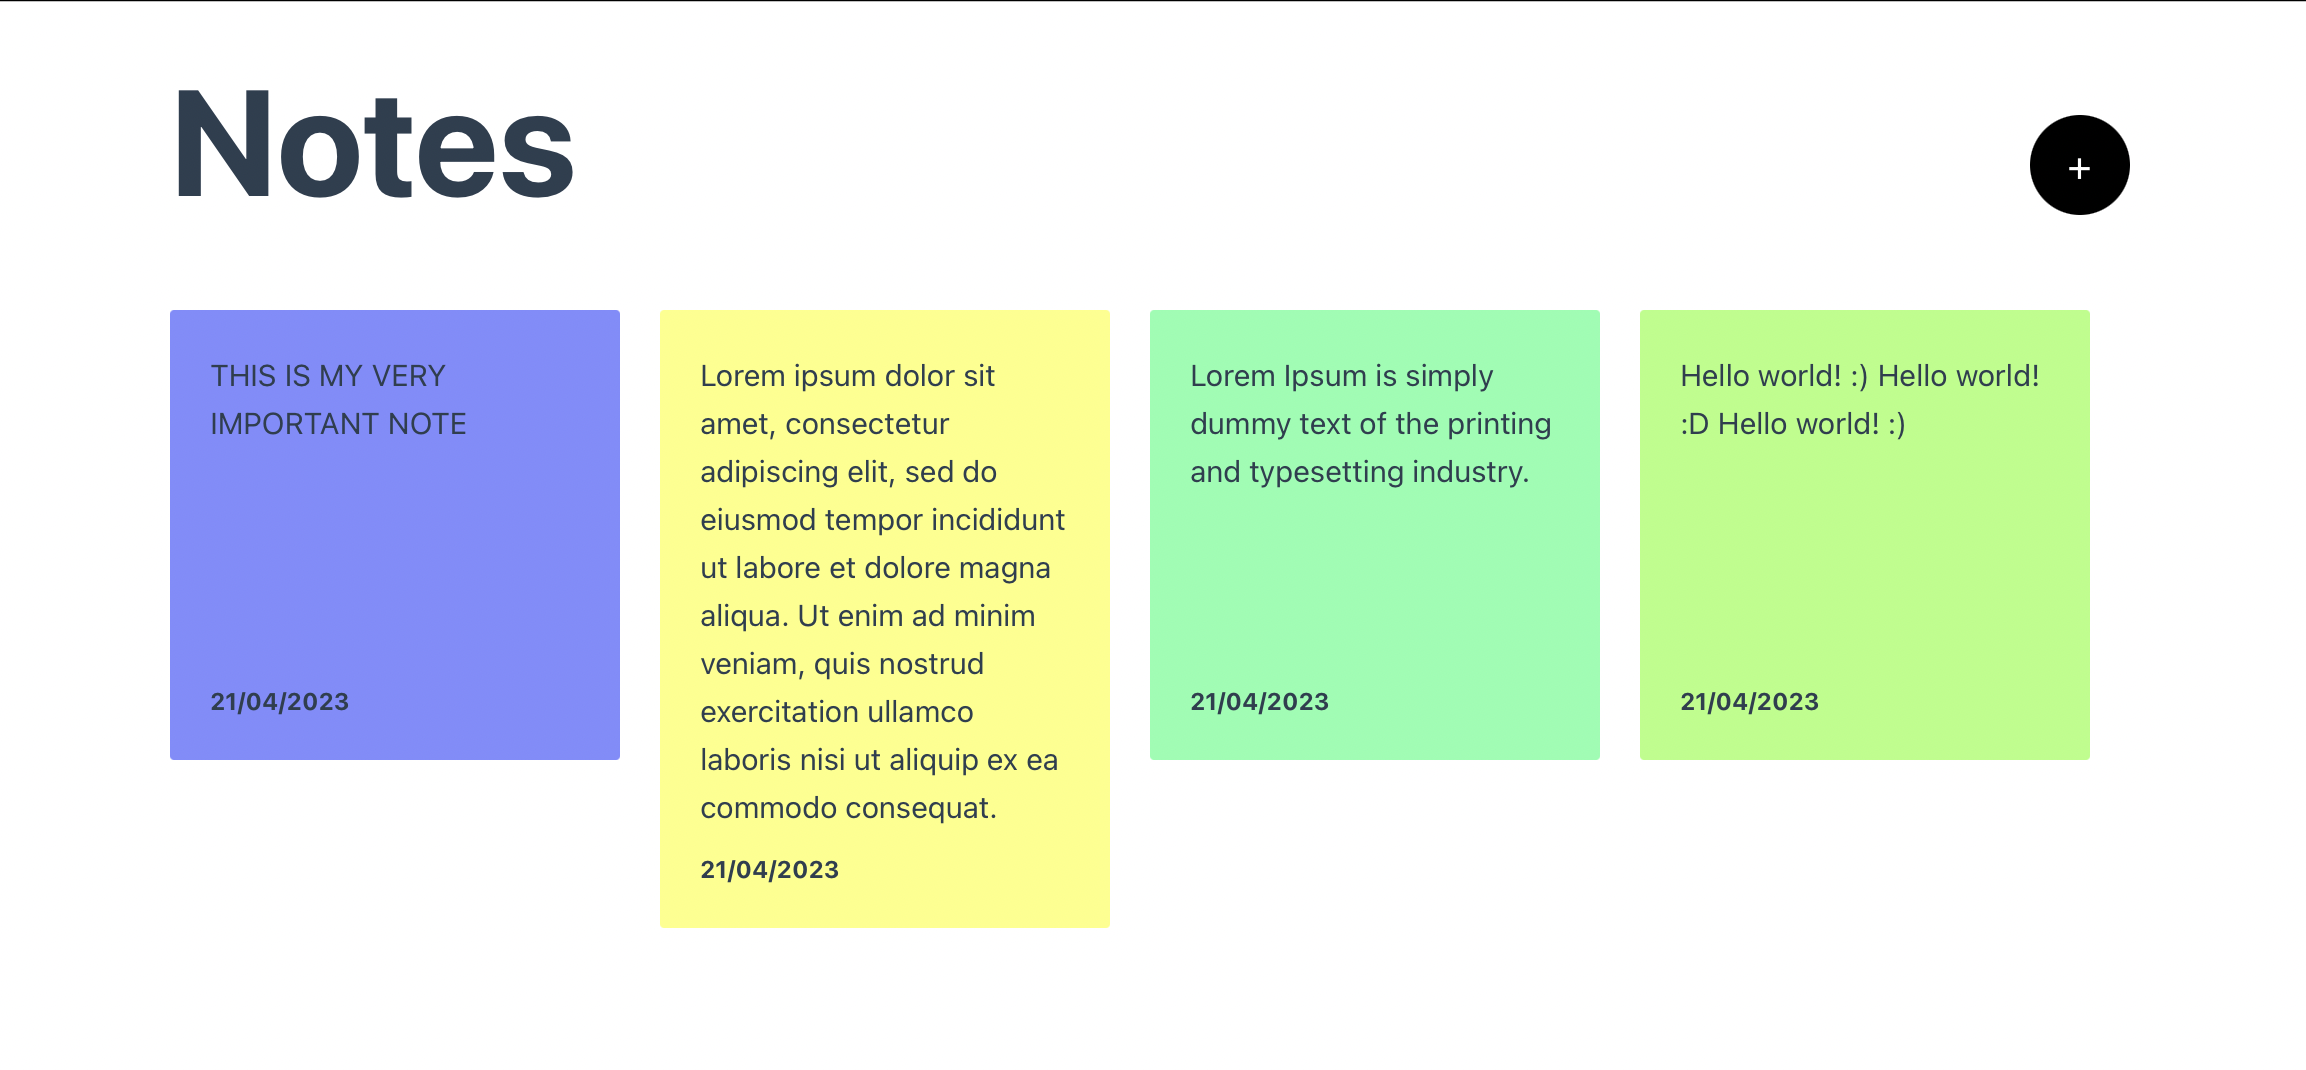 Notes
+
THIS IS MY VERY
IMPORTANT NOTE
21/04/2023
Lorem ipsum dolor sit
amet, consectetur
adipiscing elit, sed do
eiusmod tempor incididunt
ut labore et dolore magna
aliqua. Ut enim ad minim
veniam, quis nostrud
exercitation ullamco
laboris nisi ut aliquip ex ea
commodo consequat.
21/04/2023
Lorem Ipsum is simply
dummy text of the printing
and typesetting industry.
21/04/2023
Hello world! :) Hello world!
:D Hello world! :)
21/04/2023